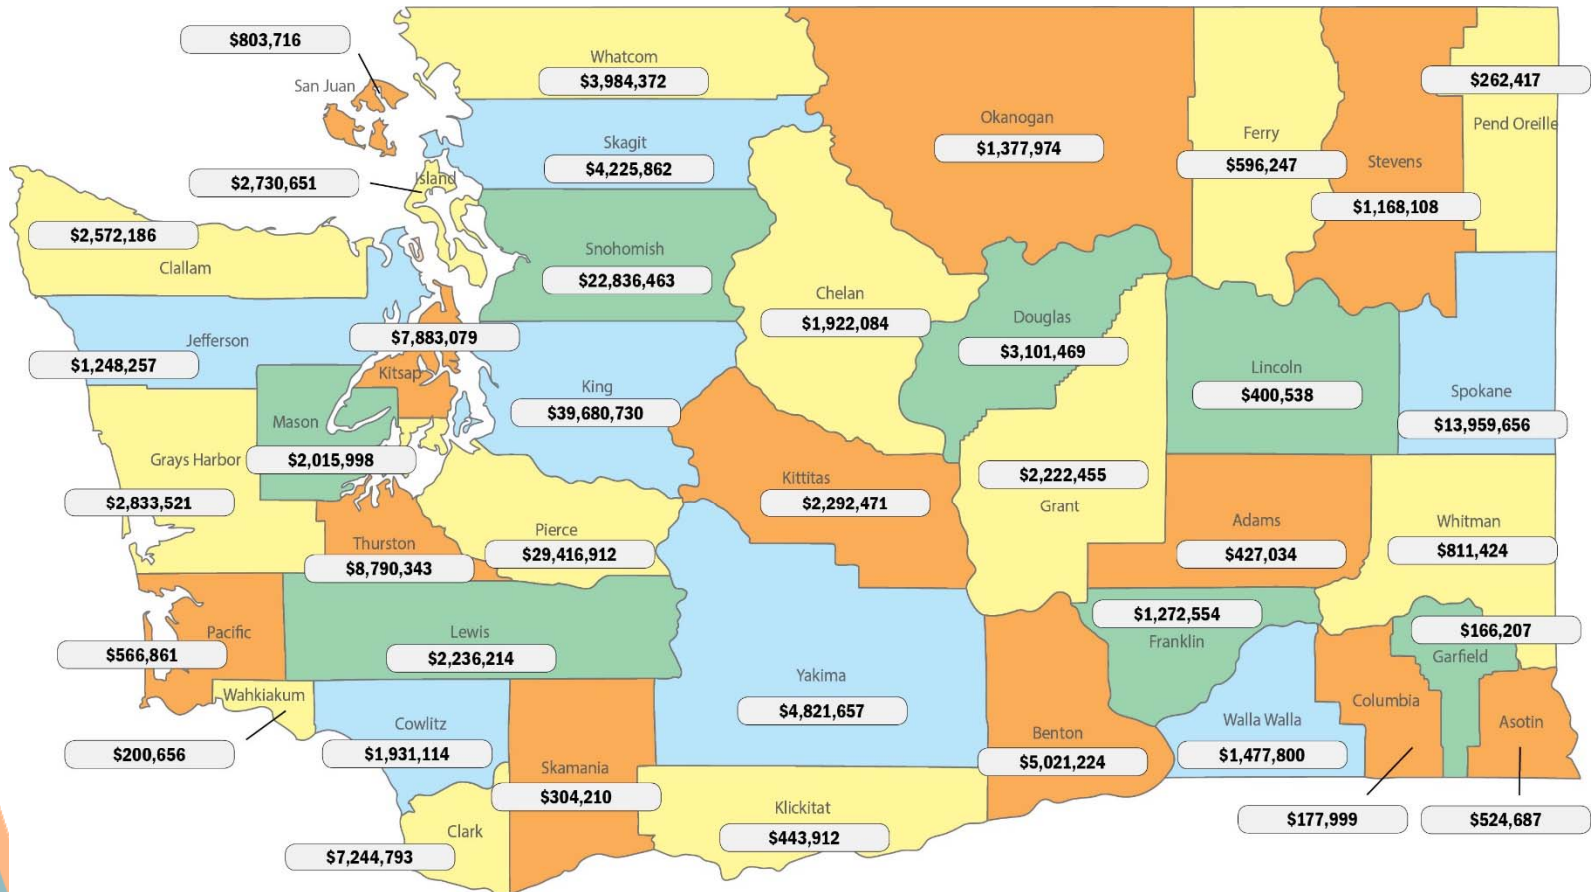 $803,716
San Juan
Whatcom
$3,984,372
Okanogan
$1,377,974
Ferry
$596,247
Stevens
$1,168,108
$262,417
Pend Oreille
Skagit
$4,225,862
$2,730,651
Island
$2,572,186
Clallam
Snohomish
$22,836,463
Chelan
$1,922,084
Douglas
$3,101,469
Jefferson
$1,248,257
$7,883,079
Kitsap
King
$39,680,730
Lincoln
$400,538
Spokane
$13,959,656
Mason
$2,015,998
Grays Harbor
$2,833,521
Kittitas
$2,292,471
$2,222,455
Grant
Pierce
$29,416,912
Thurston
$8,790,343
Adams
$427,034
Whitman
$811,424
Pacific
$566,861
Lewis
$2,236,214
$1,272,554
Franklin
$166,207
Garfield
Wahkiakum
$200,656
Cowlitz
$1,931,114
Yakima
$4,821,657
Benton
$5,021,224
Walla Walla
$1,477,800
Columbia
$177,999
Asotin
$524,687
Skamania
$304,210
Klickitat
$443,912
Clark
$7,244,793